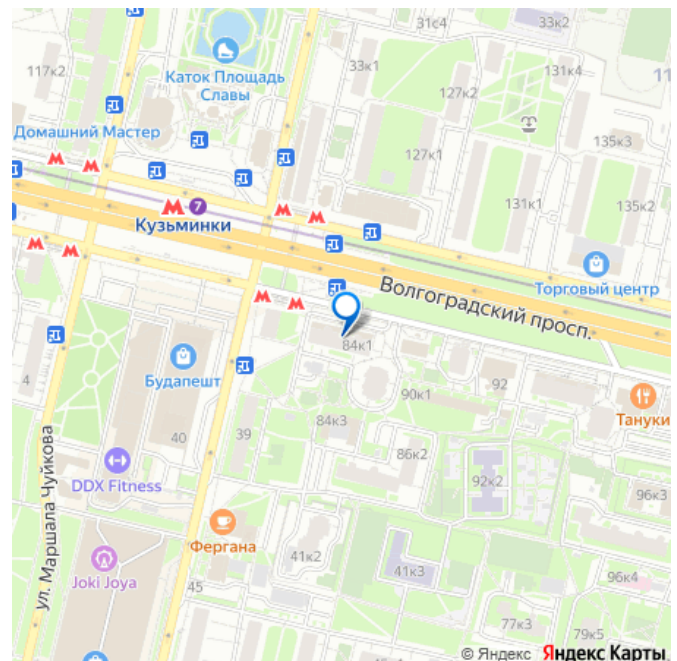 31с4
33к2
117к2
Каток Площадь
Славы
33к1
131к4
11
127к2
Домашний Мастер
135к3
127к1
131к1
135к2
7
Кузьминки
Торговый центр
Волгоградский просп.
84к1
Будапешт
4
92
90к1
Тануки
84к3
39
40
86к2
DDX Fitness
92к2
96к3
ул. Маршала Чуйкова
Фергана
41к2
41к3
Joki Joya
45
96к4
77к3
79к5
© Яндекс Яндекс Карты